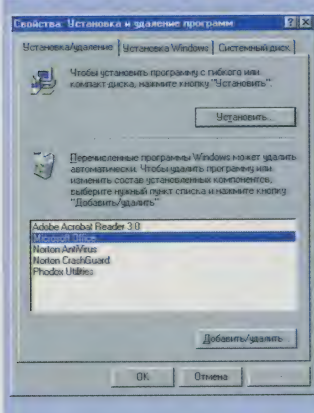 Свойства: Установка и удаление программ
Установка/удаление Установка Windows Системный диск
Чтобы установить программу с гибкого или
компакт диска, нажмите кнопку "Установить".
Установить...
Перечисленные программы Windows может удалить
автоматически. Чтобы удалить программу или
изменить состав установленных компонентов,
выберите нужный пункт списка и нажмите кнопку
"Добавить/удалить"
Adobe Acrobat Reader 3.0
Microsoft Office
Norton AntiVirus
Norton CrashGuard
Phodox Utilities
Добавить/удалить...
OK Отмена